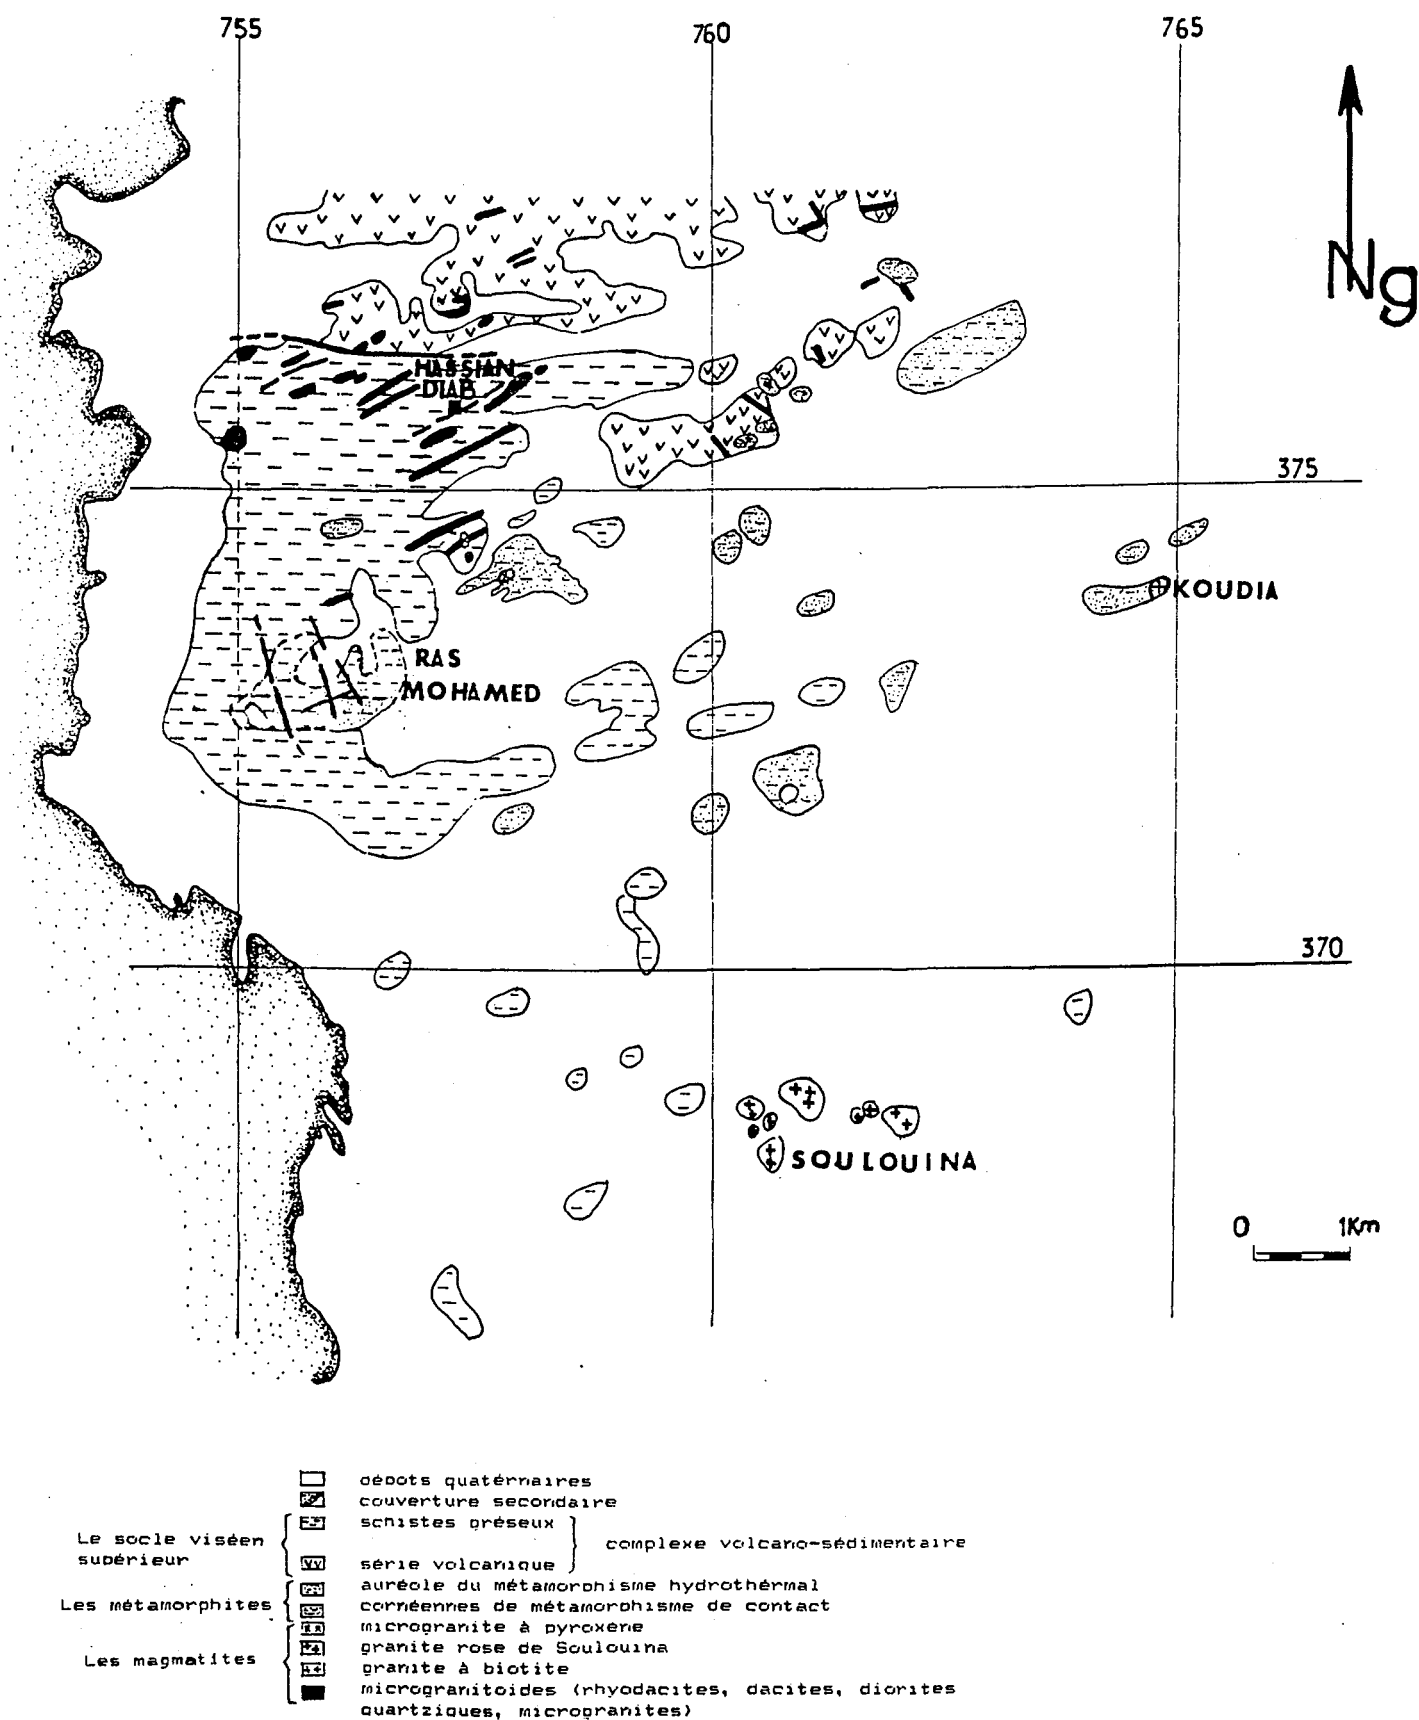 755
760
765
Ng
HASSIAN
DIAB
375
KOUDIA
RAS
MOHAMED
370
SOULOUINA
0 1Km
dépots quatérnaires
couverture secondaire
schistes gréseux
Le socle viséen
supérieur
complexe volcano-sédimentaire
série volcanique
auréole du métamorphisme hydrothérmal
Les métamorphites
cornéennes de métamorphisme de contact
microgranite à pyroxène
granite rose de Soulouina
Les magmatites
granite à biotite
microgranitoides (rhyodacites, dacites, diorites
quartziques, microgranites)